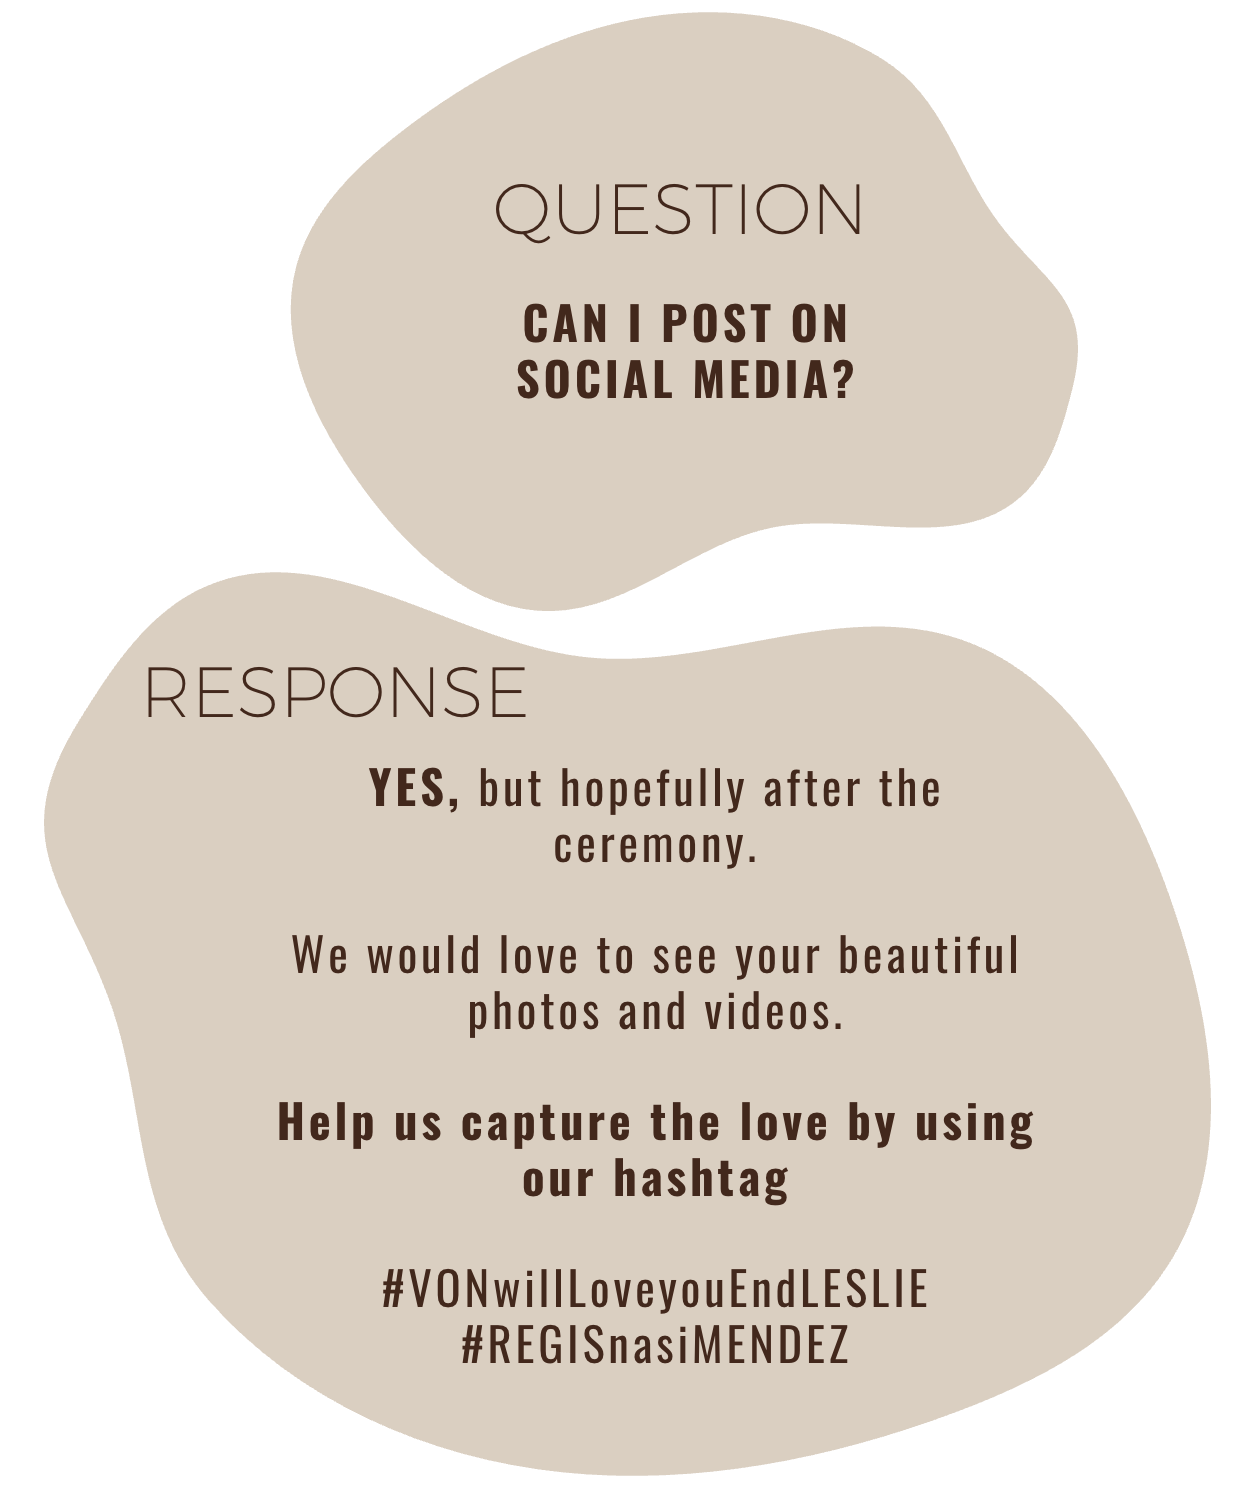 QUESTION
CAN I POST ON
SOCIAL MEDIA?
RESPONSE
YES, but hopefully after the
ceremony.
We would love to see your beautiful
photos and videos.
Help us capture the love by using
our hashtag
#VONwillLoveyouEndLESLIE
#REGISnasiMENDEZ